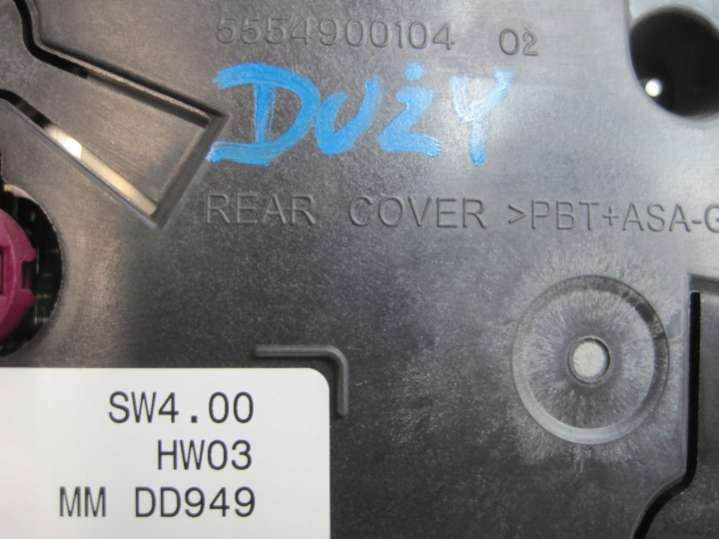 5554900104 02
DUŻY
REAR COVER >PBT+ASA-G
SW4.00
HW03
MM DD949